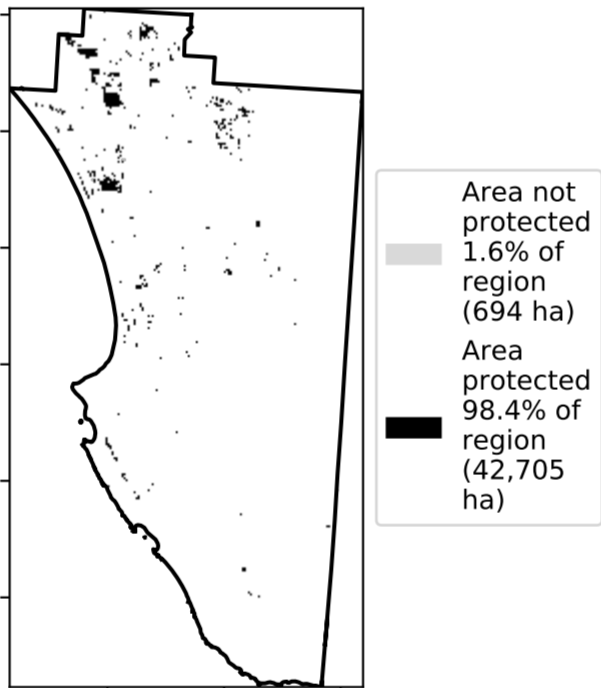 Area not
protected
1.6% of
region
(694 ha)
Area
protected
98.4% of
region
(42,705
ha)